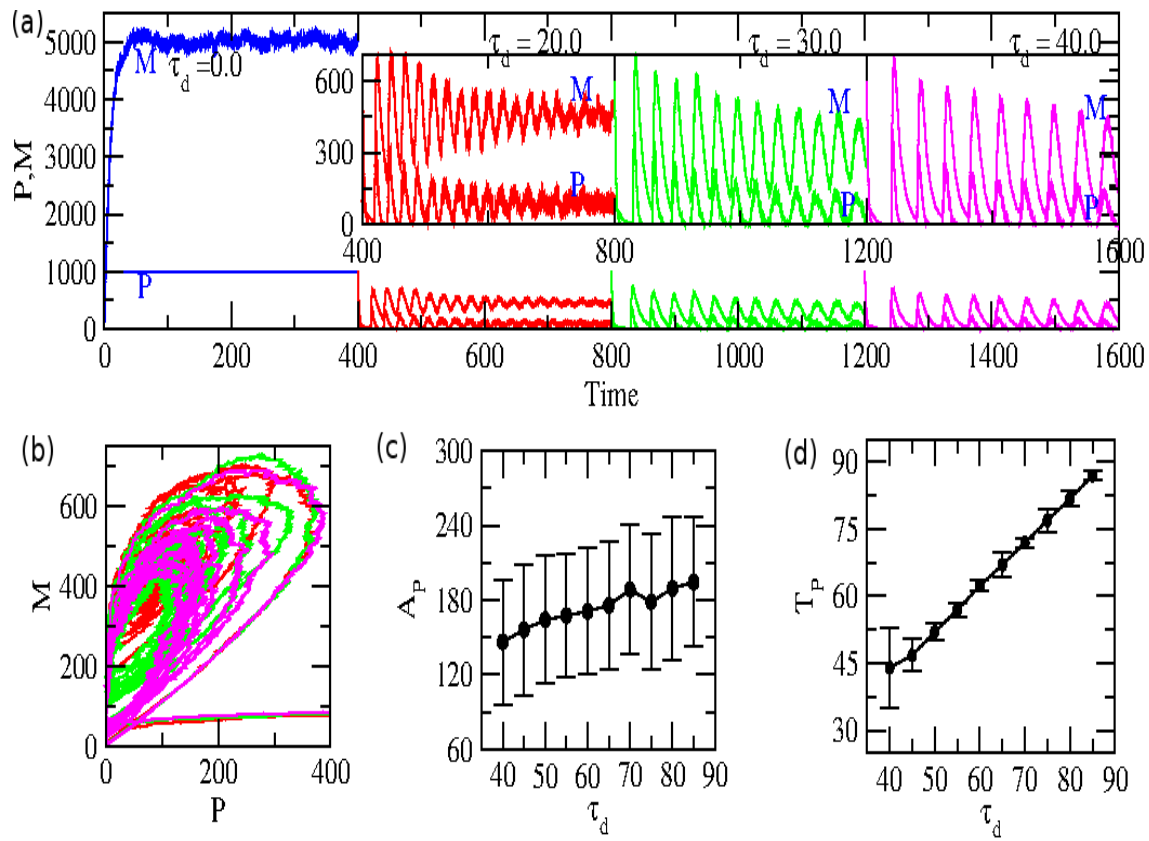 (a)
5000
4000
3000
2000
1000
0
P,M
M
τd =0.0
P
τd = 20.0
τd = 30.0
τd = 40.0
600
300
0
M
P
M
P
M
P
400
800
1200
1600
0
200
400
600
800
1000
1200
1400
1600
Time
(b)
600
400
200
0
M
0
200
400
P
(c)
300
240
180
120
60
AP
40
50
60
70
80
90
τd
(d)
90
75
60
45
30
TP
40
50
60
70
80
90
τd